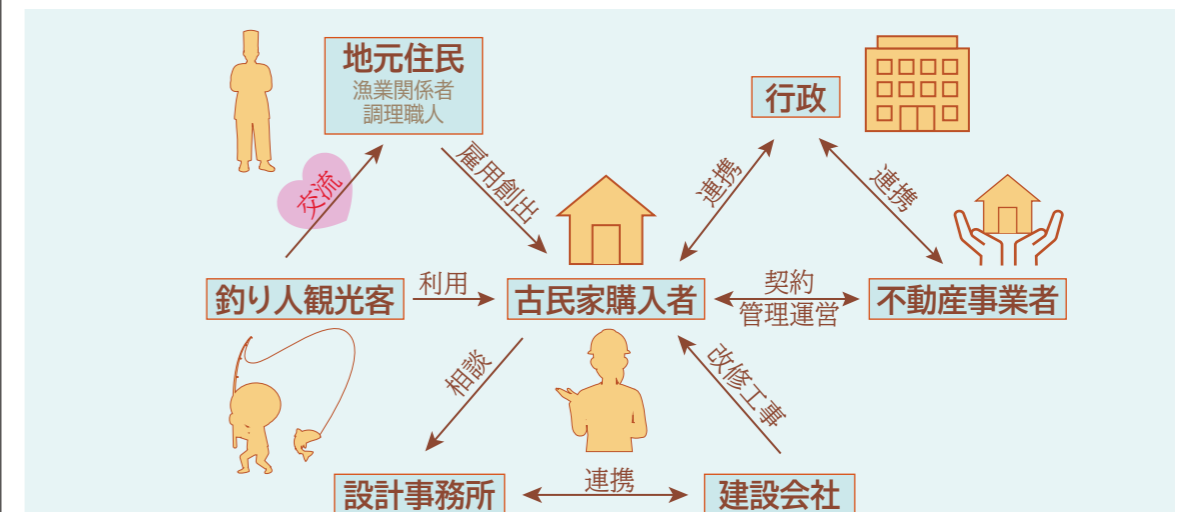 地元住民
漁業関係者
調理職人
行政
交流
雇用創出
連携
連携
釣り人観光客
利用
古民家購入者
契約
管理運営
不動産事業者
相談
改修工事
設計事務所
連携
建設会社